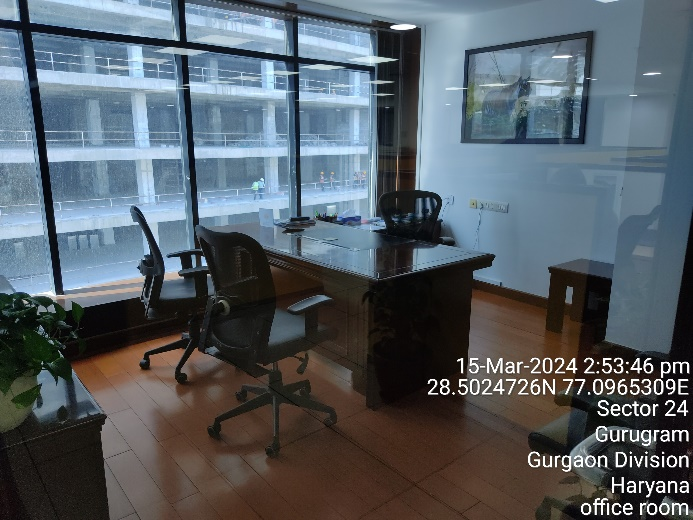 15-Mar-2024 2:53:46 pm
28.5024726N 77.0965309E
Sector 24
Gurugram
Gurgaon Division
Haryana
office room